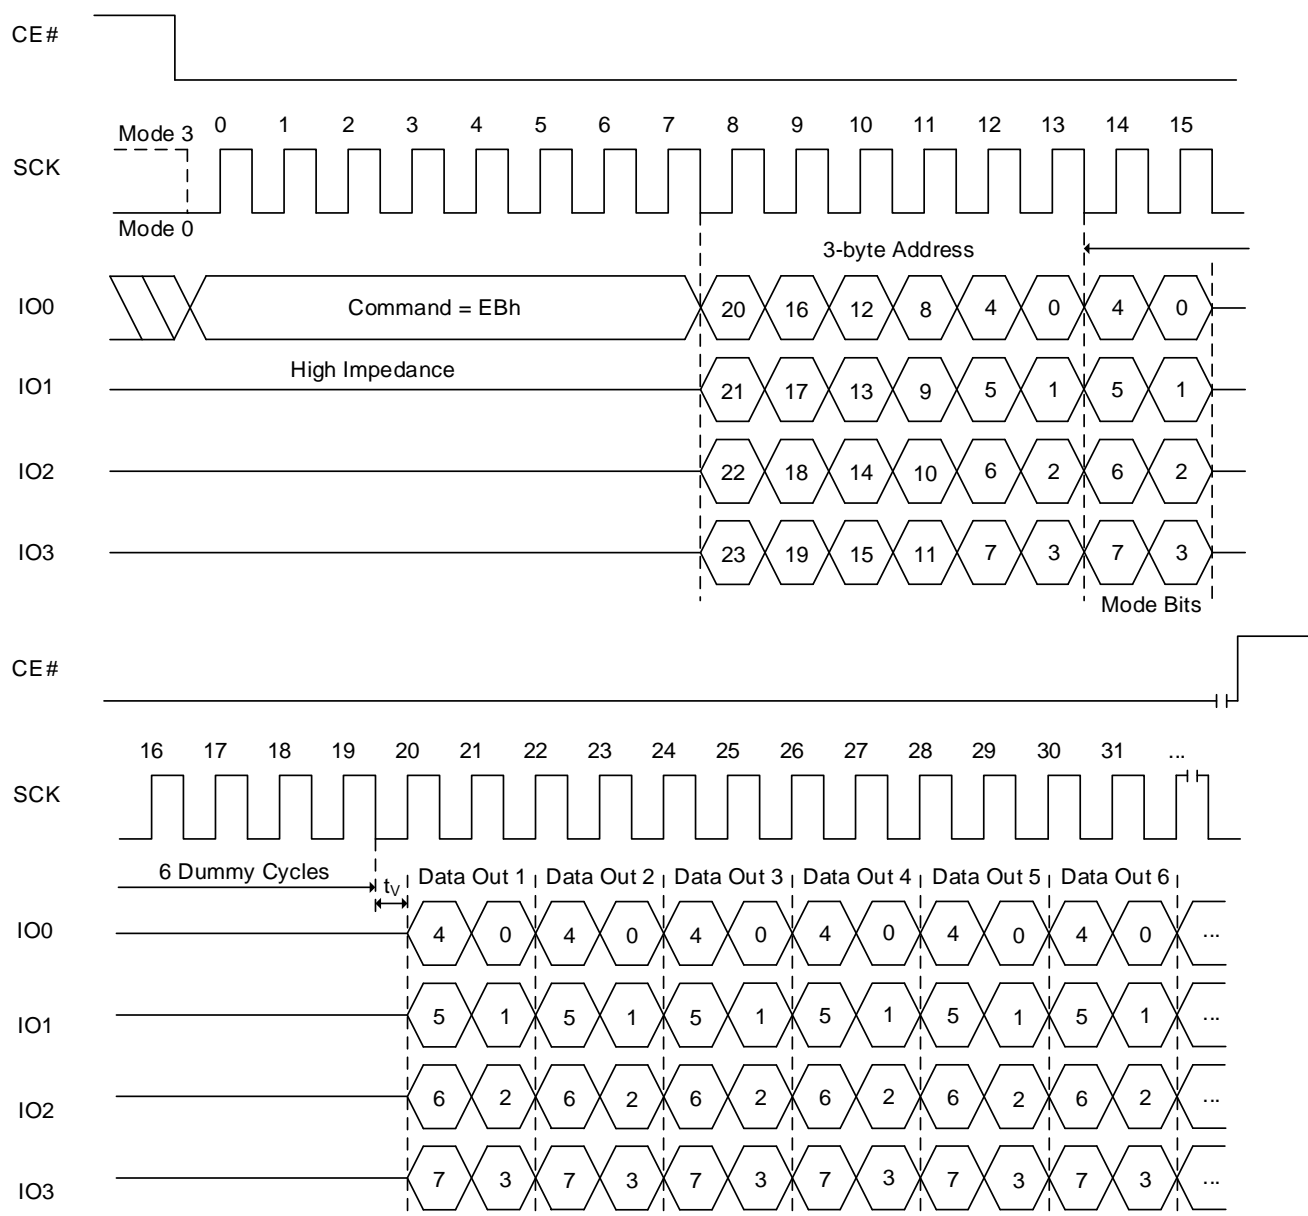 CE#
Mode 3 0 1 2 3 4 5 6 7 8 9 10 11 12 13 14 15
SCK
Mode 0
3-byte Address
IO0 Command = EBh 20 16 12 8 4 0 4 0
High Impedance
IO1 21 17 13 9 5 1 5 1
IO2 22 18 14 10 6 2 6 2
IO3 23 19 15 11 7 3 7 3
Mode Bits
CE#
16 17 18 19 20 21 22 23 24 25 26 27 28 29 30 31 ...
SCK
6 Dummy Cycles tV Data Out 1 Data Out 2 Data Out 3 Data Out 4 Data Out 5 Data Out 6
IO0 4 0 4 0 4 0 4 0 4 0 4 0 ...
IO1 5 1 5 1 5 1 5 1 5 1 5 1 ...
IO2 6 2 6 2 6 2 6 2 6 2 6 2 ...
IO3 7 3 7 3 7 3 7 3 7 3 7 3 ...